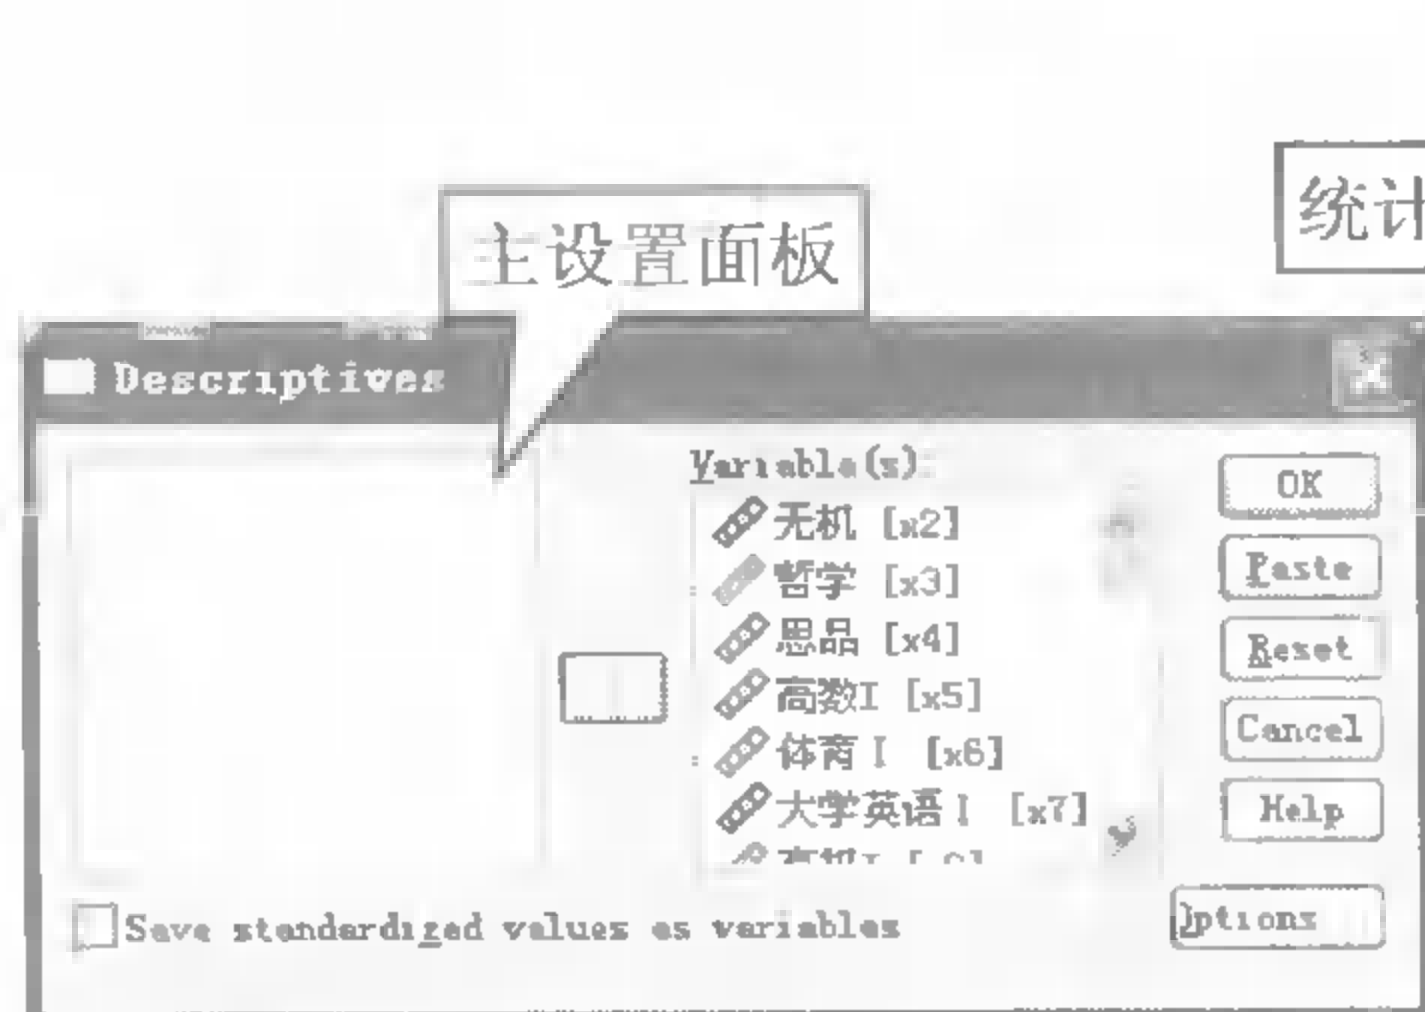 统计
主设置面板
Descriptives
Variable(s):
无机 [x2]
哲学 [x3]
思品 [x4]
高数I [x5]
体育I [x6]
大学英语I [x7]
OK
Paste
Reset
Cancel
Help
Save standardized values as variables
Options